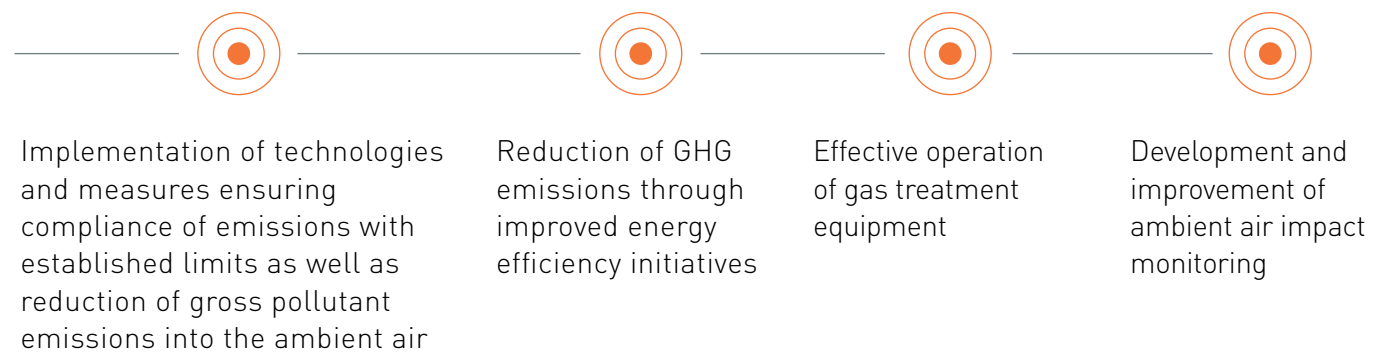 Implementation of technologies
and measures ensuring
compliance of emissions with
established limits as well as
reduction of gross pollutant
emissions into the ambient air
Reduction of GHG
emissions through
improved energy
efficiency initiatives
Effective operation
of gas treatment
equipment
Development and
improvement of
ambient air impact
monitoring